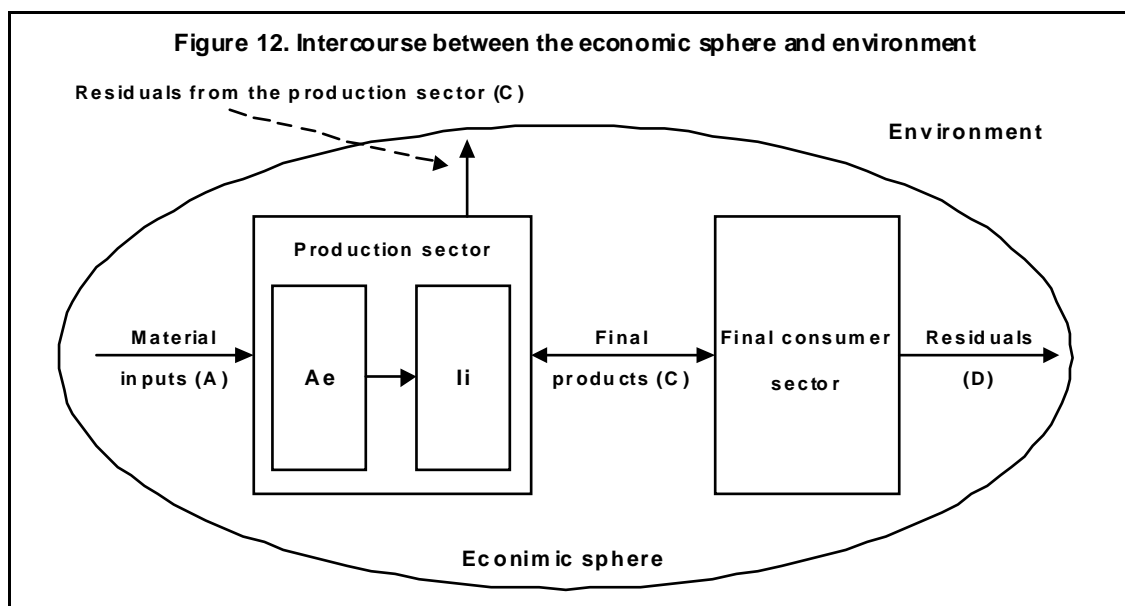 Figure 12. Intercourse between the economic sphere and environment
Residuals from the production sector (C)
Environment
Production sector
Material
inputs (A)
Ae
Ii
Final
products (C)
Final consumer
sector
Residuals
(D)
Econimic sphere